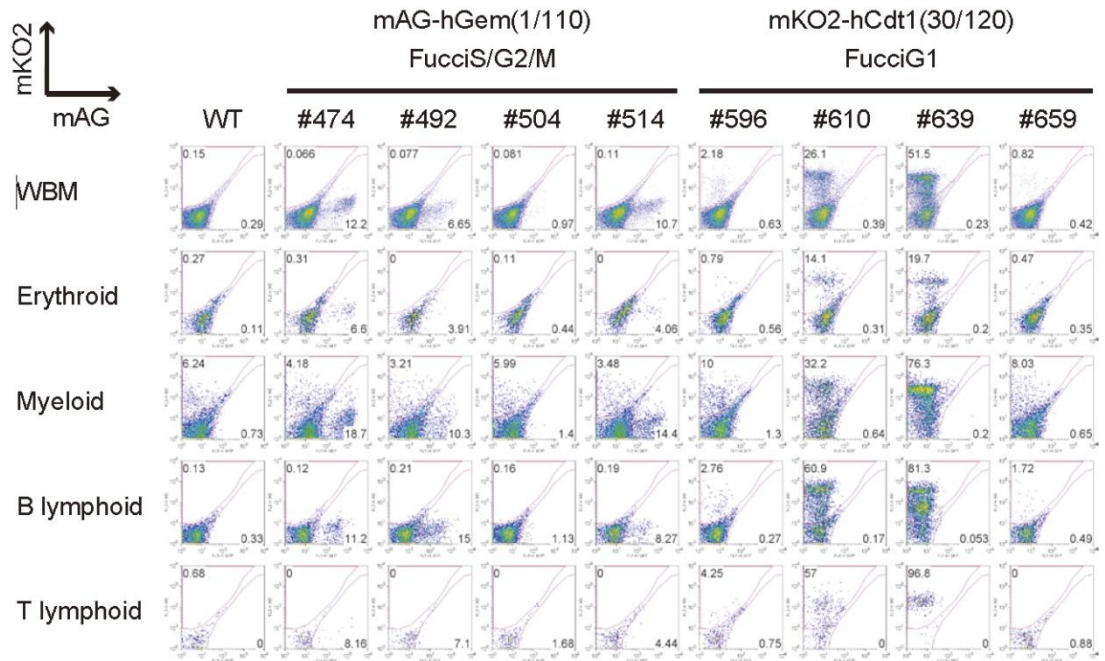 mAG-hGem(1/110) mKO2-hCdt1(30/120)
mKO2
FucciS/G2/M FucciG1
mAG
WT #474 #492 #504 #514 #596 #610 #639 #659
WBM
0.15 0.066 0.077 0.081 0.11 2.18 26.1 51.5 0.82
0.29 12.2 6.65 0.97 10.7 0.63 0.39 0.23 0.42
Erythroid
0.27 0.31 0 0.11 0 0.79 14.1 19.7 0.47
0.11 6.6 3.91 0.44 4.06 0.56 0.31 0.2 0.35
Myeloid
6.24 4.18 3.21 5.99 3.48 10 32.2 76.3 8.03
0.73 18.7 10.3 1.4 14.4 1.3 0.64 0.2 0.65
B lymphoid
0.13 0.12 0.21 0.16 0.19 2.76 60.9 81.3 1.72
0.33 11.2 15 1.13 8.27 0.27 0.17 0.053 0.49
T lymphoid
0.68 0 0 0 0 4.25 57 96.8 0
0 8.16 7.1 1.68 4.44 0.75 0 0 0.88